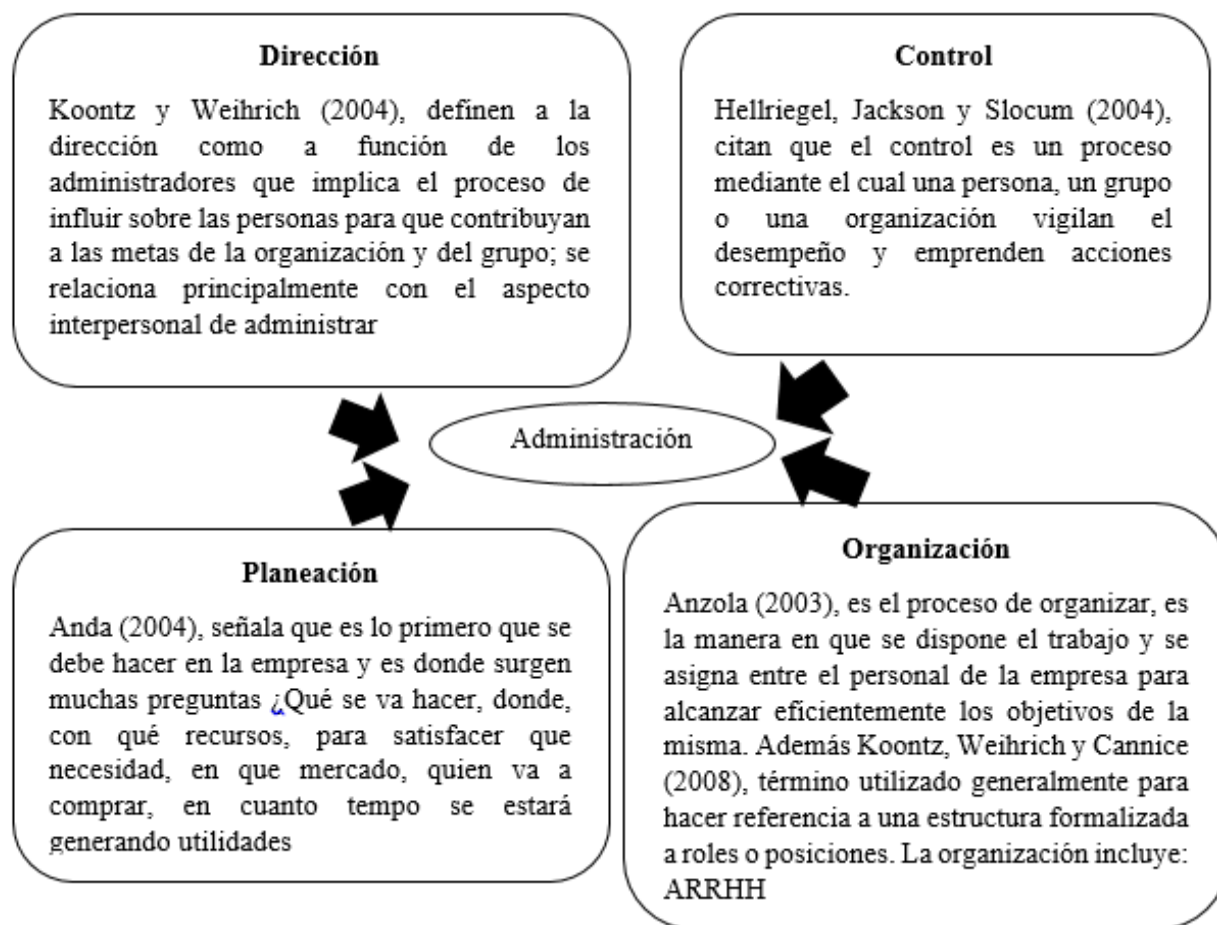 Dirección
Koontz y Weihrich (2004), definen a la
dirección como a función de los
administradores que implica el proceso de
influir sobre las personas para que contribuyan
a las metas de la organización y del grupo; se
relaciona principalmente con el aspecto
interpersonal de administrar
Control
Hellriegel, Jackson y Slocum (2004),
citan que el control es un proceso
mediante el cual una persona, un grupo
o una organización vigilan el
desempeño y emprenden acciones
correctivas.
Administración
Planeación
Anda (2004), señala que es lo primero que se
debe hacer en la empresa y es donde surgen
muchas preguntas ¿Qué se va hacer, donde,
con qué recursos, para satisfacer que
necesidad, en que mercado, quien va a
comprar, en cuanto tempo se estará
generando utilidades
Organización
Anzola (2003), es el proceso de organizar, es
la manera en que se dispone el trabajo y se
asigna entre el personal de la empresa para
alcanzar eficientemente los objetivos de la
misma. Además Koontz, Weihrich y Cannice
(2008), término utilizado generalmente para
hacer referencia a una estructura formalizada
a roles o posiciones. La organización incluye:
ARRHH